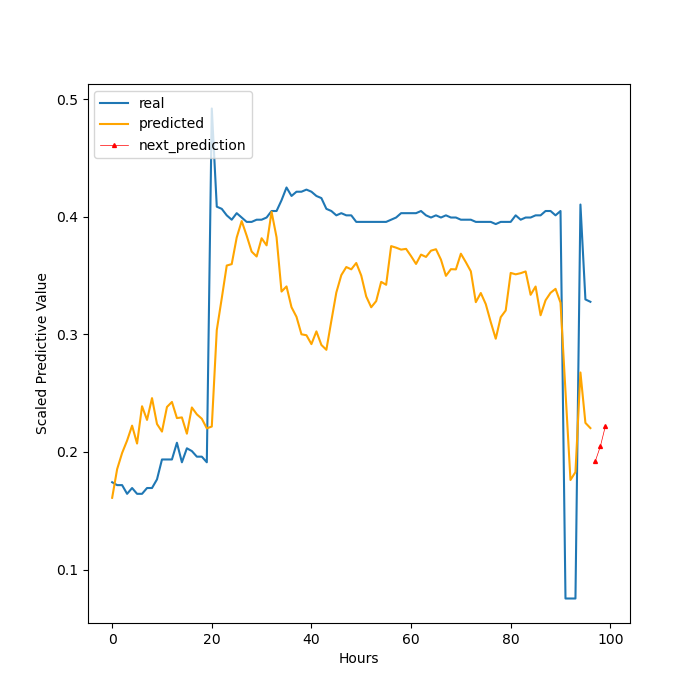 real
predicted
next_prediction
0.5
0.4
0.3
0.2
0.1
Scaled Predictive Value
0 20 40 60 80 100
Hours